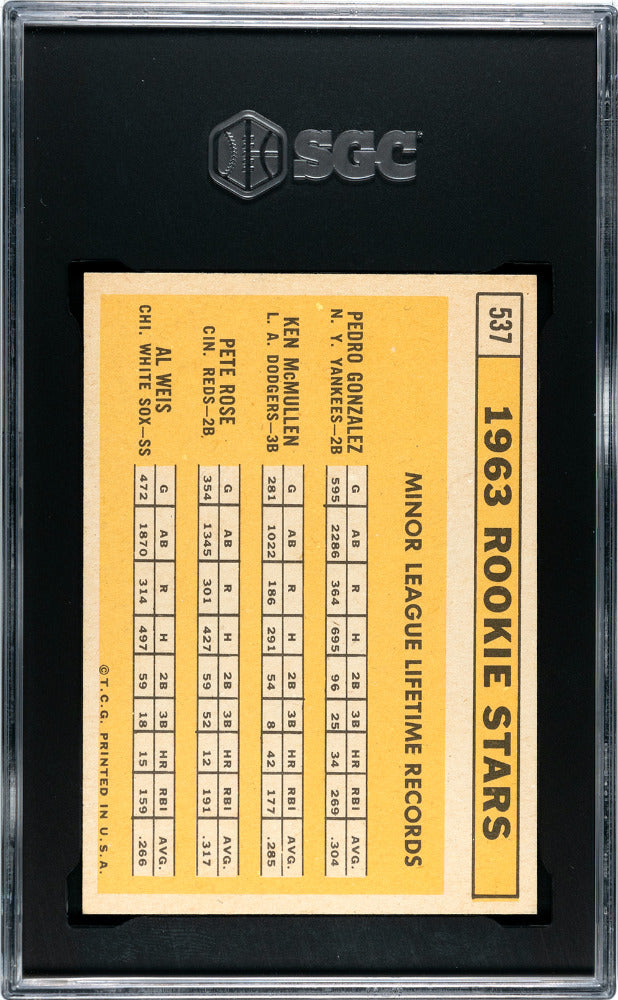 SGC
537 1963 ROOKIE STARS
MINOR LEAGUE LIFETIME RECORDS
PEDRO GONZALEZ
N. Y. YANKEES—2B
G AB R H 2B 3B HR RBI AVG.
595 2286 364 695 96 25 34 269 .304
KEN McMULLEN
L. A. DODGERS—3B
G AB R H 2B 3B HR RBI AVG.
281 1022 186 291 54 8 42 177 .285
PETE ROSE
CIN. REDS—2B
G AB R H 2B 3B HR RBI AVG.
354 1345 301 427 59 52 12 191 .317
AL WEIS
CHI. WHITE SOX—SS
G AB R H 2B 3B HR RBI AVG.
472 1870 314 497 59 18 15 159 .266
© T.C.G. PRINTED IN U.S.A.